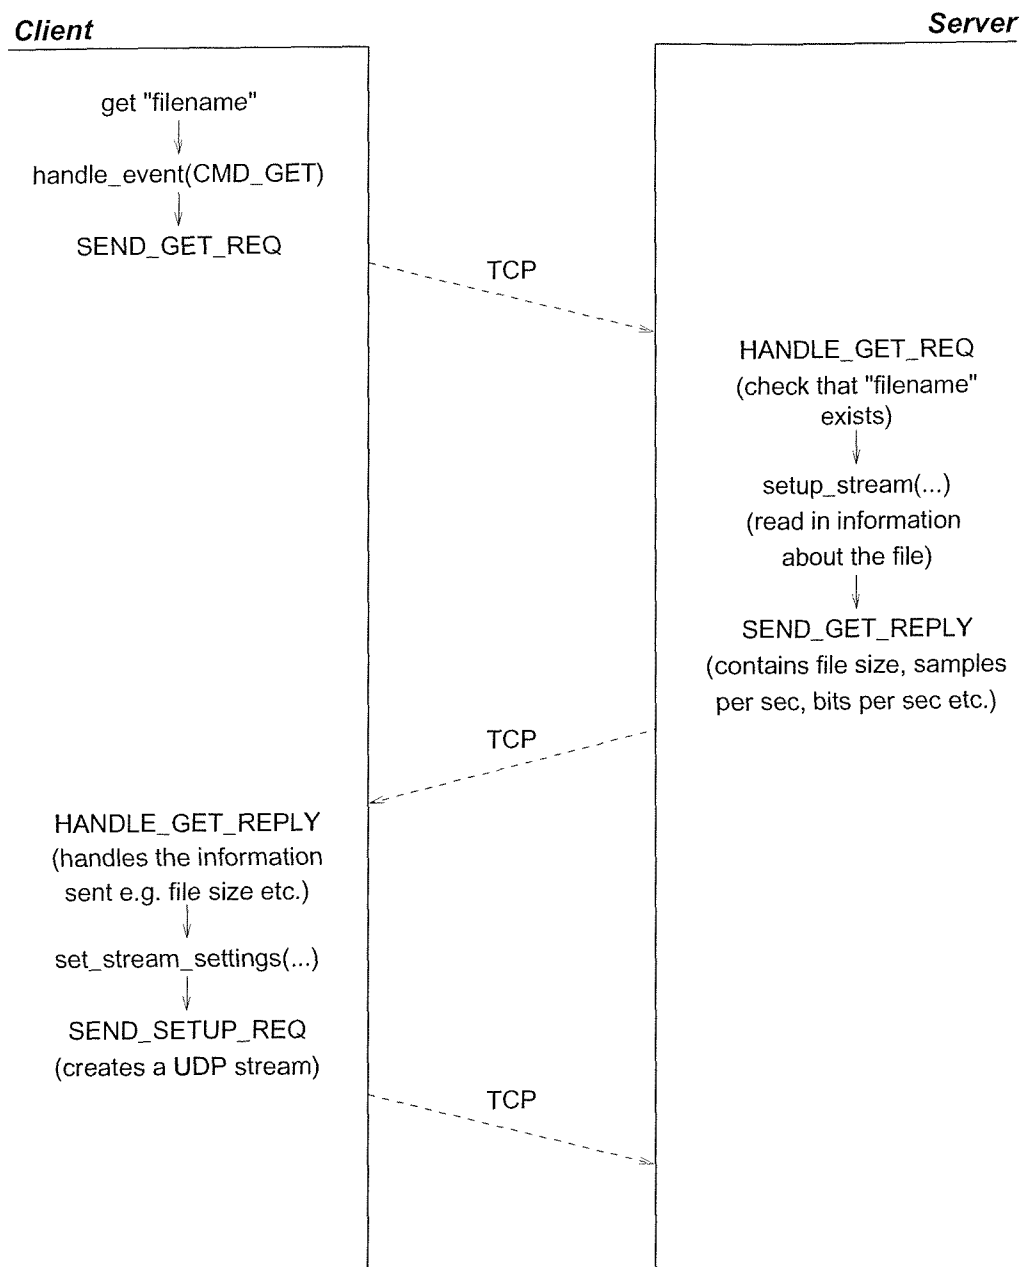 Client
Server
get "filename"
handle_event(CMD_GET)
SEND_GET_REQ
TCP
HANDLE_GET_REQ
(check that "filename"
exists)
setup_stream(...)
(read in information
about the file)
SEND_GET_REPLY
(contains file size, samples
per sec, bits per sec etc.)
TCP
HANDLE_GET_REPLY
(handles the information
sent e.g. file size etc.)
set_stream_settings(...)
SEND_SETUP_REQ
(creates a UDP stream)
TCP